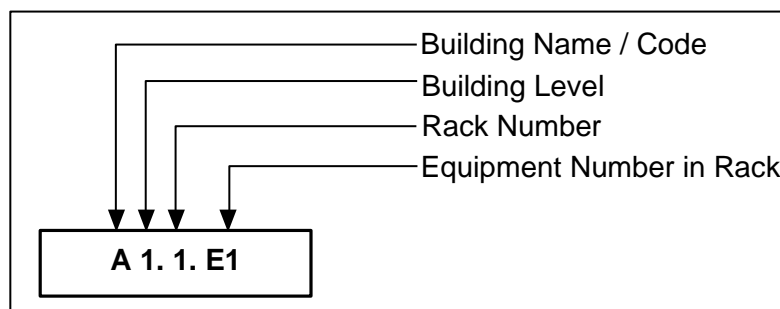 Building Name / Code
Building Level
Rack Number
Equipment Number in Rack
A 1. 1. E1